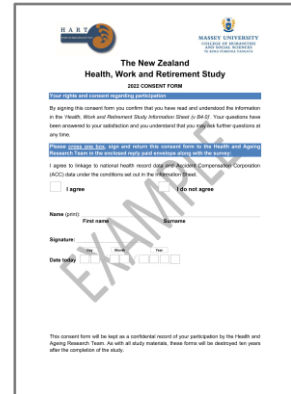 HART
MASSEY UNIVERSITY
COLLEGE OF HUMANITIES
AND SOCIAL SCIENCES
The New Zealand
Health, Work and Retirement Study
2022 CONSENT FORM
Your rights and consent regarding participation
By signing this consent form you confirm that you have read and understood the information
in the 'Health, Work and Retirement Study Information Sheet
Your questions have
been answered to your satisfaction and you understand that you may ask further questions at
any time.
Please cross one box, sign and return this consent form to the Health and Ageing
Research Team in the enclosed reply paid envelope along with the survey:
I agree to linkage to national health record data and Accident Compensation Corporation
(ACC) data under the conditions set out in the Information Sheet.
I agree
I do not agree
Name (print):
First name
Surname
Signature:
Day Month Year
Date today
EXAMPLE
This consent form will be kept as a confidential record of your participation by the Health and
Ageing Research Team. As with all study materials, these forms will be destroyed ten years
after the completion of the study.